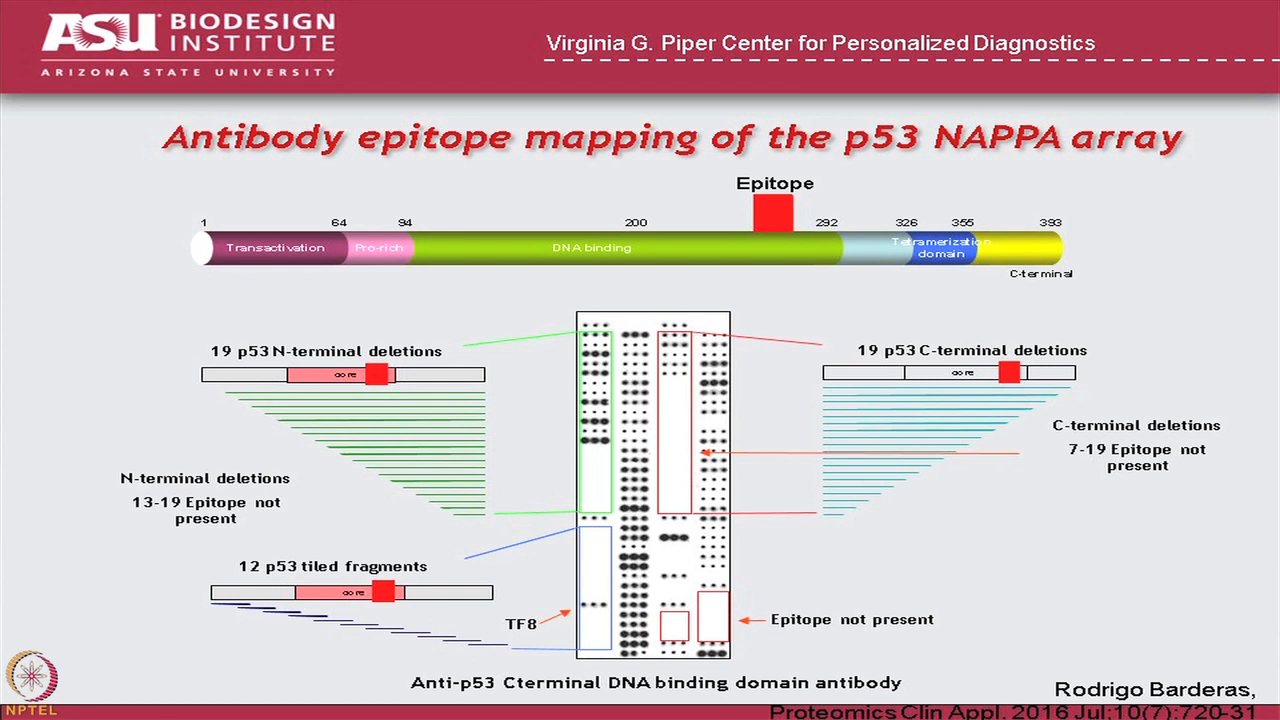 ASU BIODESIGN
INSTITUTE
ARIZONA STATE UNIVERSITY
Virginia G. Piper Center for Personalized Diagnostics
Antibody epitope mapping of the p53 NAPPA array
Epitope
1 64 94 200 292 326 355 393
Transactivation Pro-rich DNA binding Tetramerization
domain
C-terminal
19 p53 N-terminal deletions
core
N-terminal deletions
13-19 Epitope not
present
12 p53 tiled fragments
core
TF8
19 p53 C-terminal deletions
core
C-terminal deletions
7-19 Epitope not
present
Epitope not present
Anti-p53 Cterminal DNA binding domain antibody
Rodrigo Barderas,
Proteomics Clin Appl. 2016 Jul;10(7):720-31
NPTEL